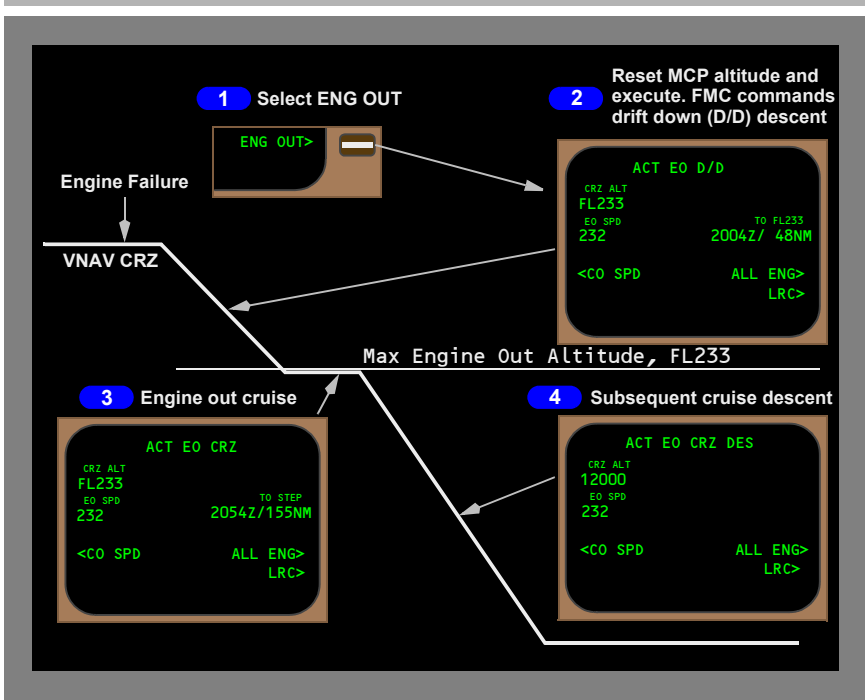 1 Select ENG OUT
ENG OUT>
2 Reset MCP altitude and
execute. FMC commands
drift down (D/D) descent
ACT EO D/D
CRZ ALT
FL233
EO SPD TO FL233
232 2004Z/ 48NM
<CO SPD ALL ENG>
LRC>
Engine Failure
VNAV CRZ
Max Engine Out Altitude, FL233
3 Engine out cruise
ACT EO CRZ
CRZ ALT
FL233
EO SPD TO STEP
232 2054Z/155NM
<CO SPD ALL ENG>
LRC>
4 Subsequent cruise descent
ACT EO CRZ DES
CRZ ALT
12000
EO SPD
232
<CO SPD ALL ENG>
LRC>